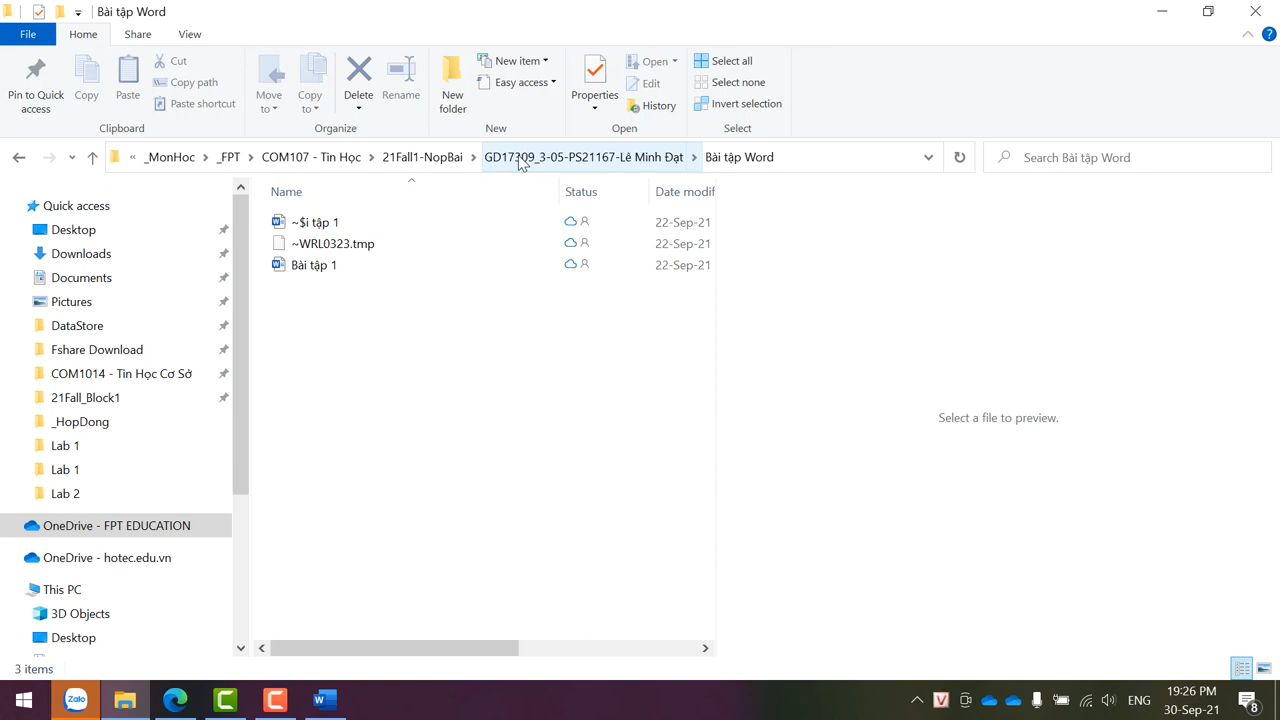 Bài tập Word
File Home Share View
Pin to Quick access
Copy
Paste
Cut
Copy path
Paste shortcut
Clipboard
Move to
Copy to
Delete
Rename
Organize
New folder
New item
Easy access
New
Properties
Open
Edit
History
Open
Select all
Select none
Invert selection
Select
« _MonHoc > _FPT > COM107 - Tin Học > 21Fall1-NopBai > GD17309_3-05-PS21167-Lê Minh Đạt > Bài tập Word
Search Bài tập Word
Quick access
Desktop
Downloads
Documents
Pictures
DataStore
Fshare Download
COM1014 - Tin Học Cơ Sở
21Fall_Block1
_HopDong
Lab 1
Lab 1
Lab 2
OneDrive - FPT EDUCATION
OneDrive - hotec.edu.vn
This PC
3D Objects
Desktop
Name Status Date modif
~$i tập 1 22-Sep-21
~WRL0323.tmp 22-Sep-21
Bài tập 1 22-Sep-21
Select a file to preview.
3 items
Zalo
ENG
19:26 PM
30-Sep-21
8